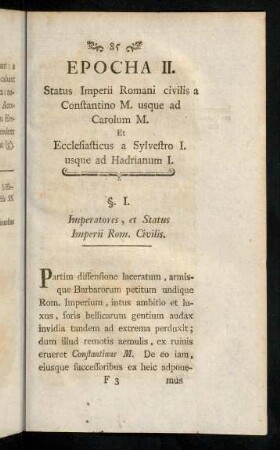 85
EPOCHA II.
Status Imperii Romani civilis a
Constantino M. usque ad
Carolum M.
Et
Ecclesiasticus a Sylvestro I.
usque ad Hadrianum I.
§. I.
Imperatores, et Status
Imperii Rom. Civilis.
Partim dissensione laceratum, armis-
que Barbarorum petitum undique
Rom. Imperium, intus ambitio et lu-
xus, foris bellicarum gentium audax
invidia tandem ad extrema perduxit;
dum illud remotis aemulis, ex ruinis
erueret Constantinus M. De eo iam,
eiusque successoribus ea heic adpone-
F 3 mus